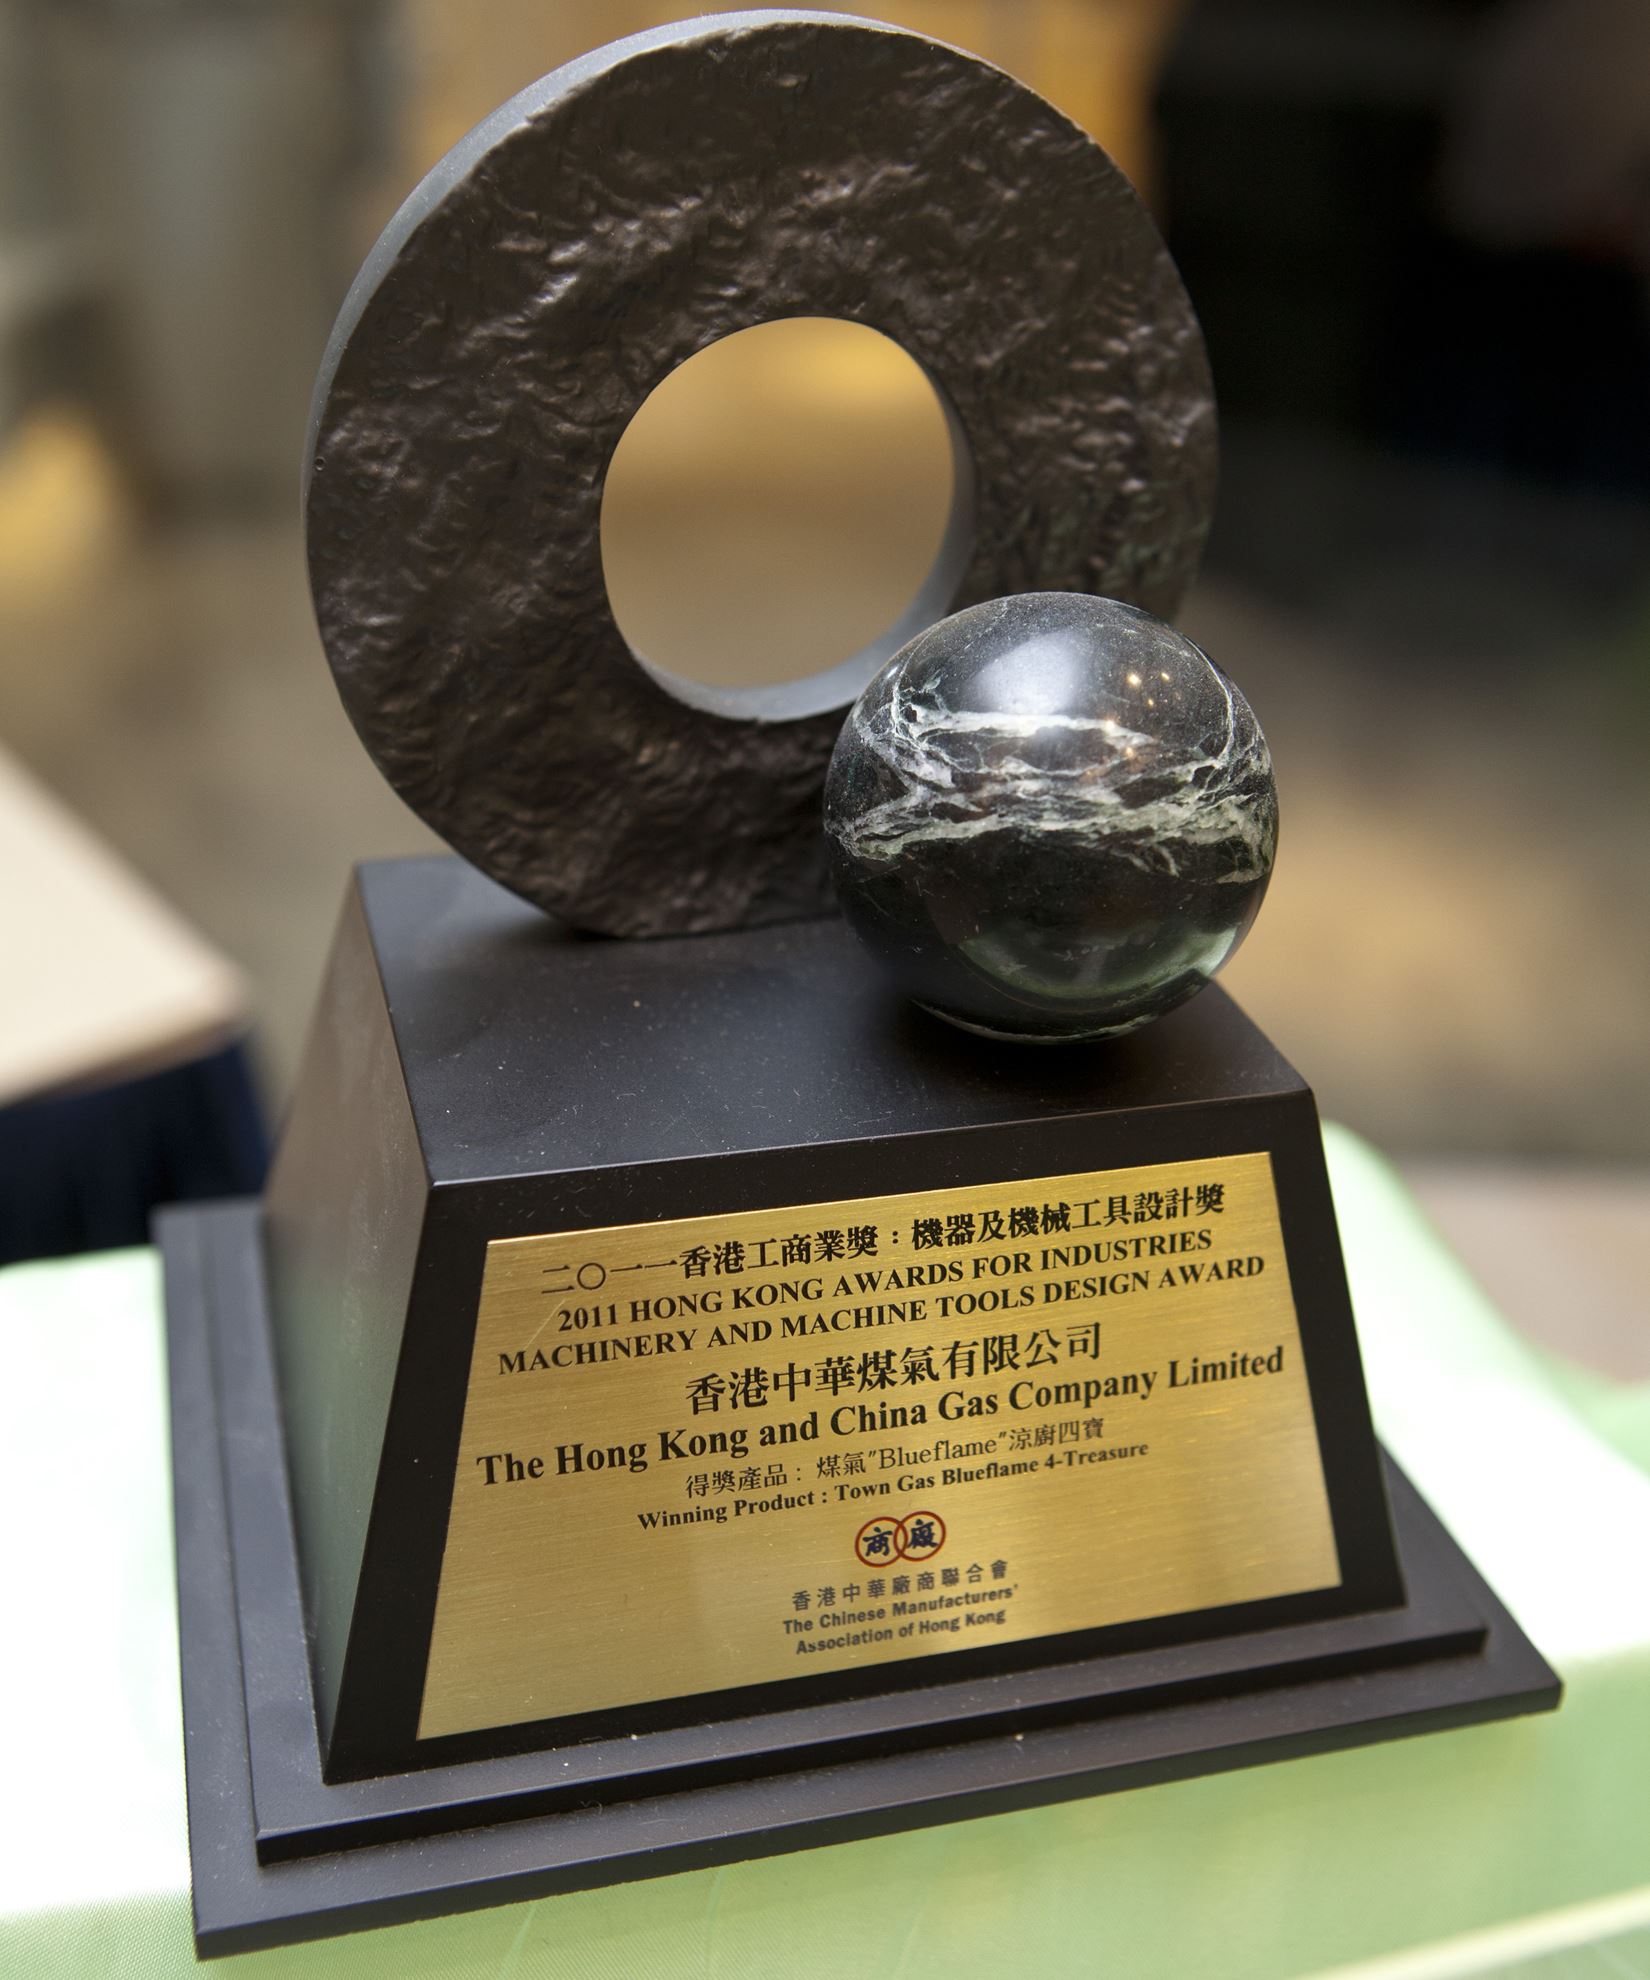 二〇一一香港工商業獎：機器及機械工具設計獎
2011 HONG KONG AWARDS FOR INDUSTRIES
MACHINERY AND MACHINE TOOLS DESIGN AWARD
香港中華煤氣有限公司
The Hong Kong and China Gas Company Limited
得獎產品：煤氣"Blueflame"涼廚四寶
Winning Product : Town Gas Blueflame 4-Treasure
商廠
香港中華廠商聯合會
The Chinese Manufacturers'
Association of Hong Kong